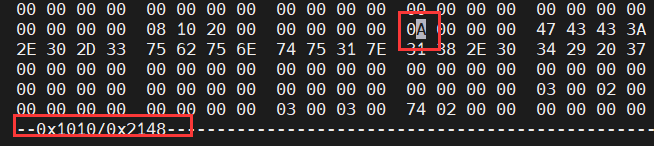 00 00 00 00 00 00 00 00 00 00 00 00 00 00 00 00
00 00 00 00 08 10 20 00 00 00 00 00 00 00 00 00 0A 00 00 00 47 43 43 3A
2E 30 2D 33 75 62 75 6E 74 75 31 7E 31 38 2E 30 34 29 20 37
00 00 00 00 00 00 00 00 00 00 00 00 00 00 00 00 00 00 00 00
00 00 00 00 00 00 00 00 00 00 00 00 00 00 00 00 03 00 02 00
00 00 00 00 00 00 00 00 03 00 03 00 74 02 00 00 00 00 00 00
--0x1010/0x2148--------------------------------